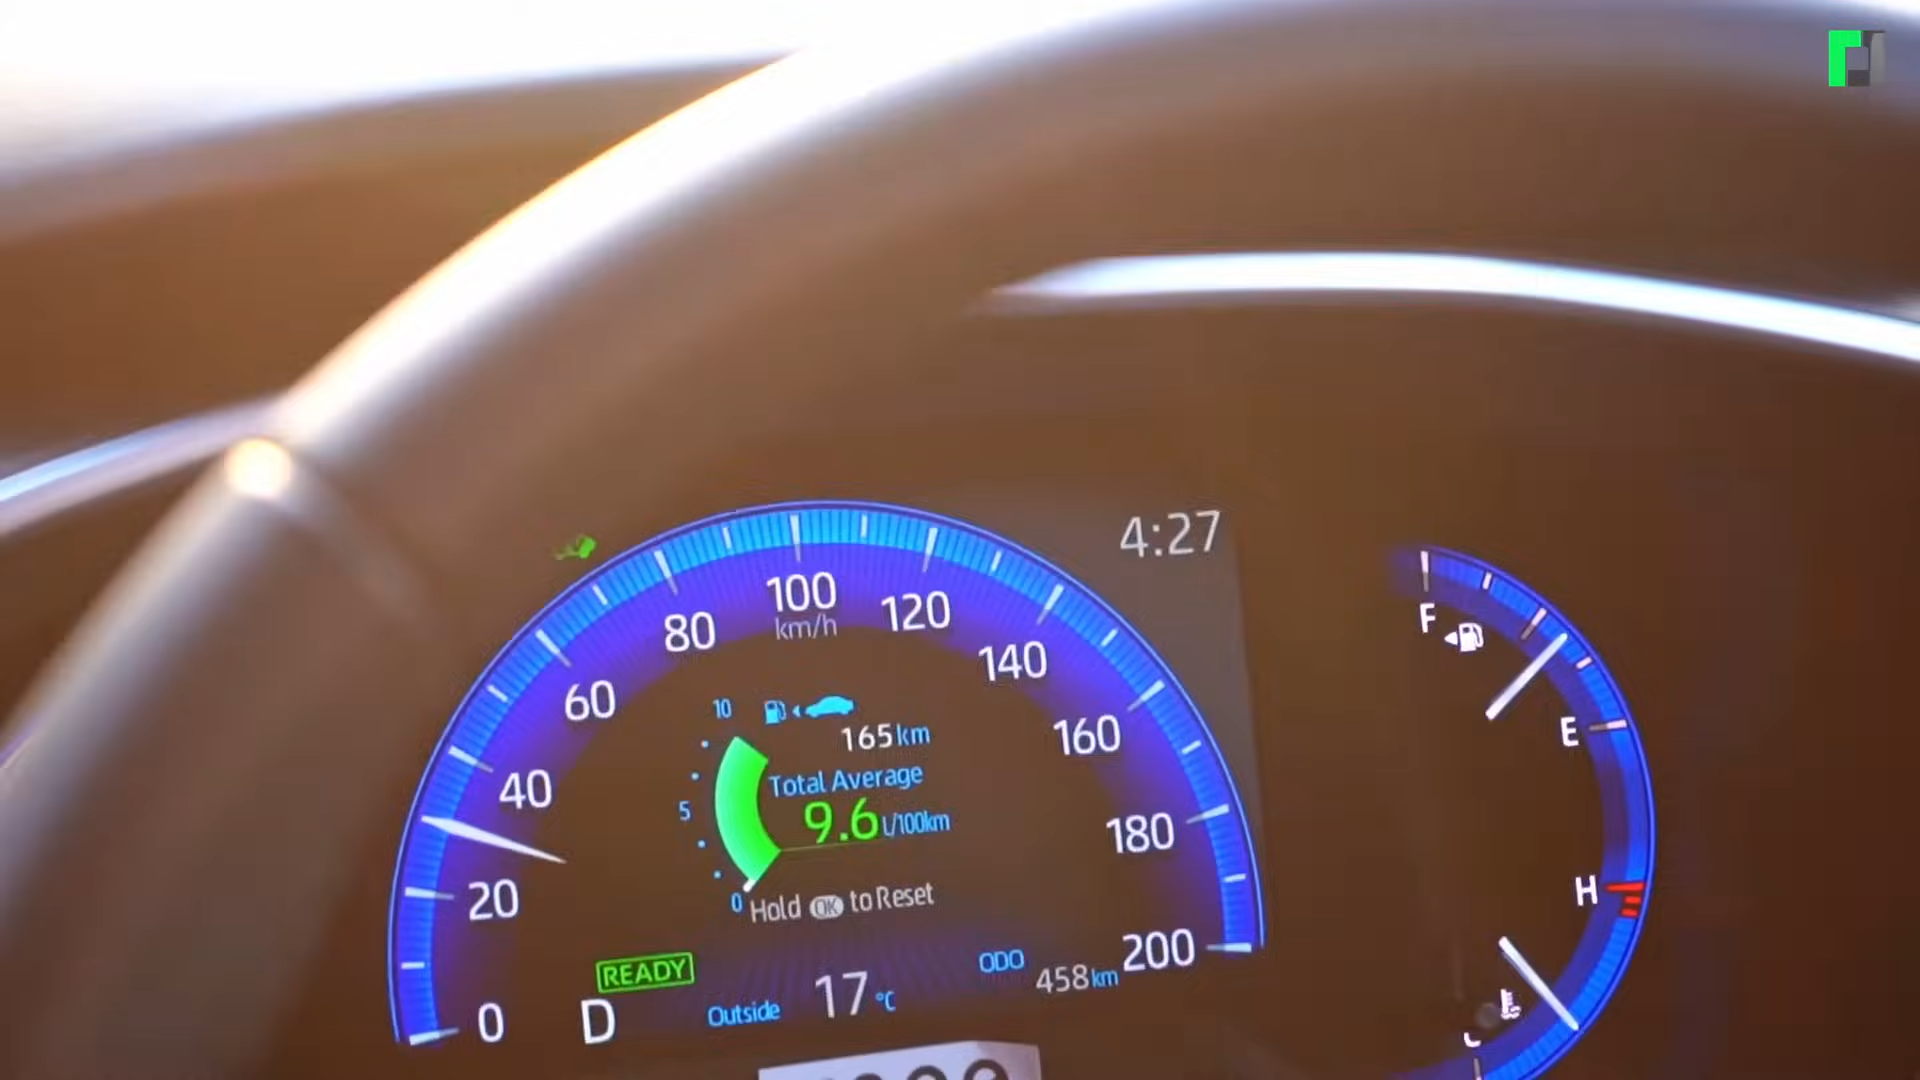 4:27
100
km/h
80
120
140
60
F
10
165km
160
E
40
Total Average
5
9.6 L/100km
180
20
0
Hold OK to Reset
H
200
READY
ODO
458km
17°C
Outside
0
D
C